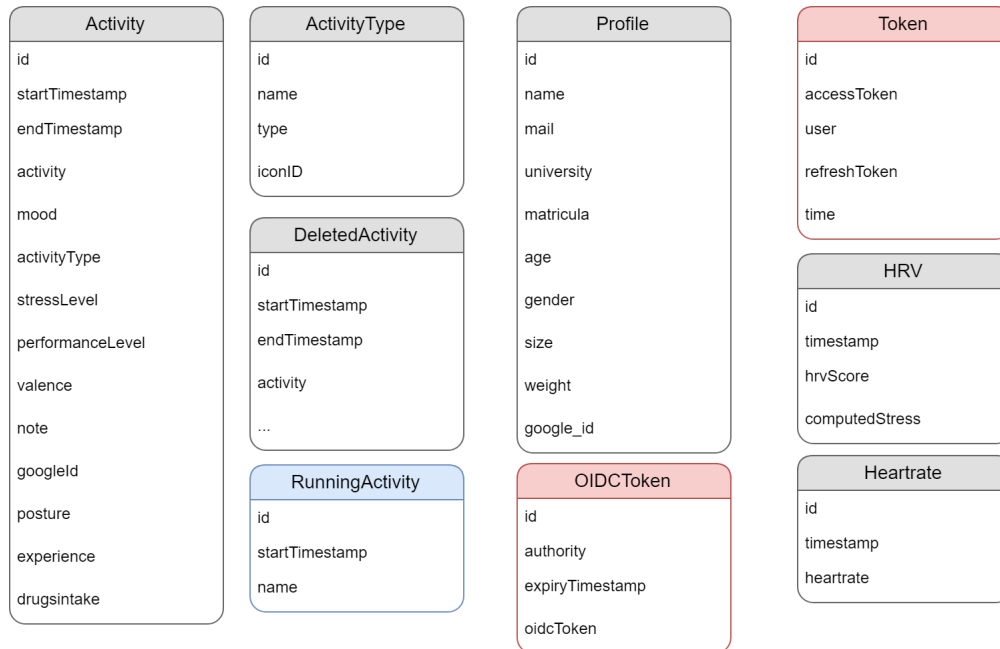 Activity
id
startTimestamp
endTimestamp
activity
mood
activityType
stressLevel
performanceLevel
valence
note
googleId
posture
experience
drugsintake
ActivityType
id
name
type
iconID
DeletedActivity
id
startTimestamp
endTimestamp
activity
...
RunningActivity
id
startTimestamp
name
Profile
id
name
mail
university
matricula
age
gender
size
weight
google_id
OIDCToken
id
authority
expiryTimestamp
oidcToken
Token
id
accessToken
user
refreshToken
time
HRV
id
timestamp
hrvScore
computedStress
Heartrate
id
timestamp
heartrate